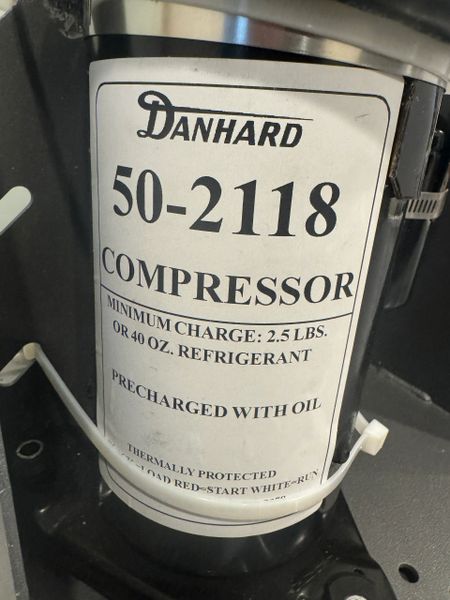 DANHARD
50-2118
COMPRESSOR
MINIMUM CHARGE: 2.5 LBS.
OR 40 OZ. REFRIGERANT
PRECHARGED WITH OIL
THERMALLY PROTECTED
LOAD RED=START WHITE=RUN